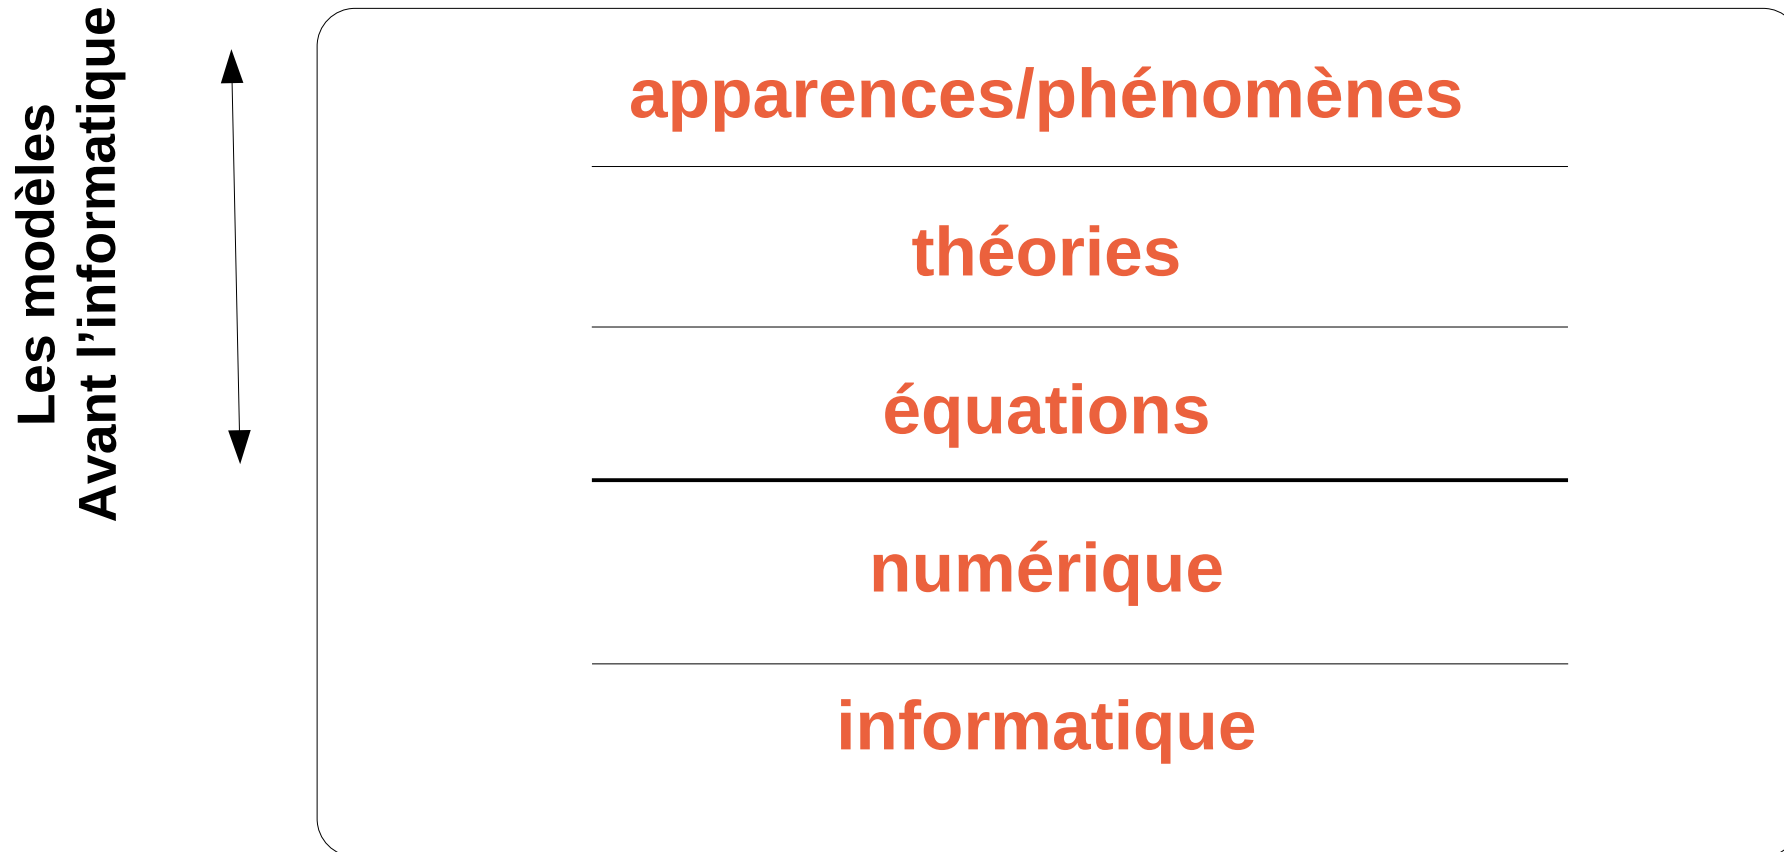 Les modèles
Avant l’informatique
apparences/phénomènes
théories
équations
numérique
informatique